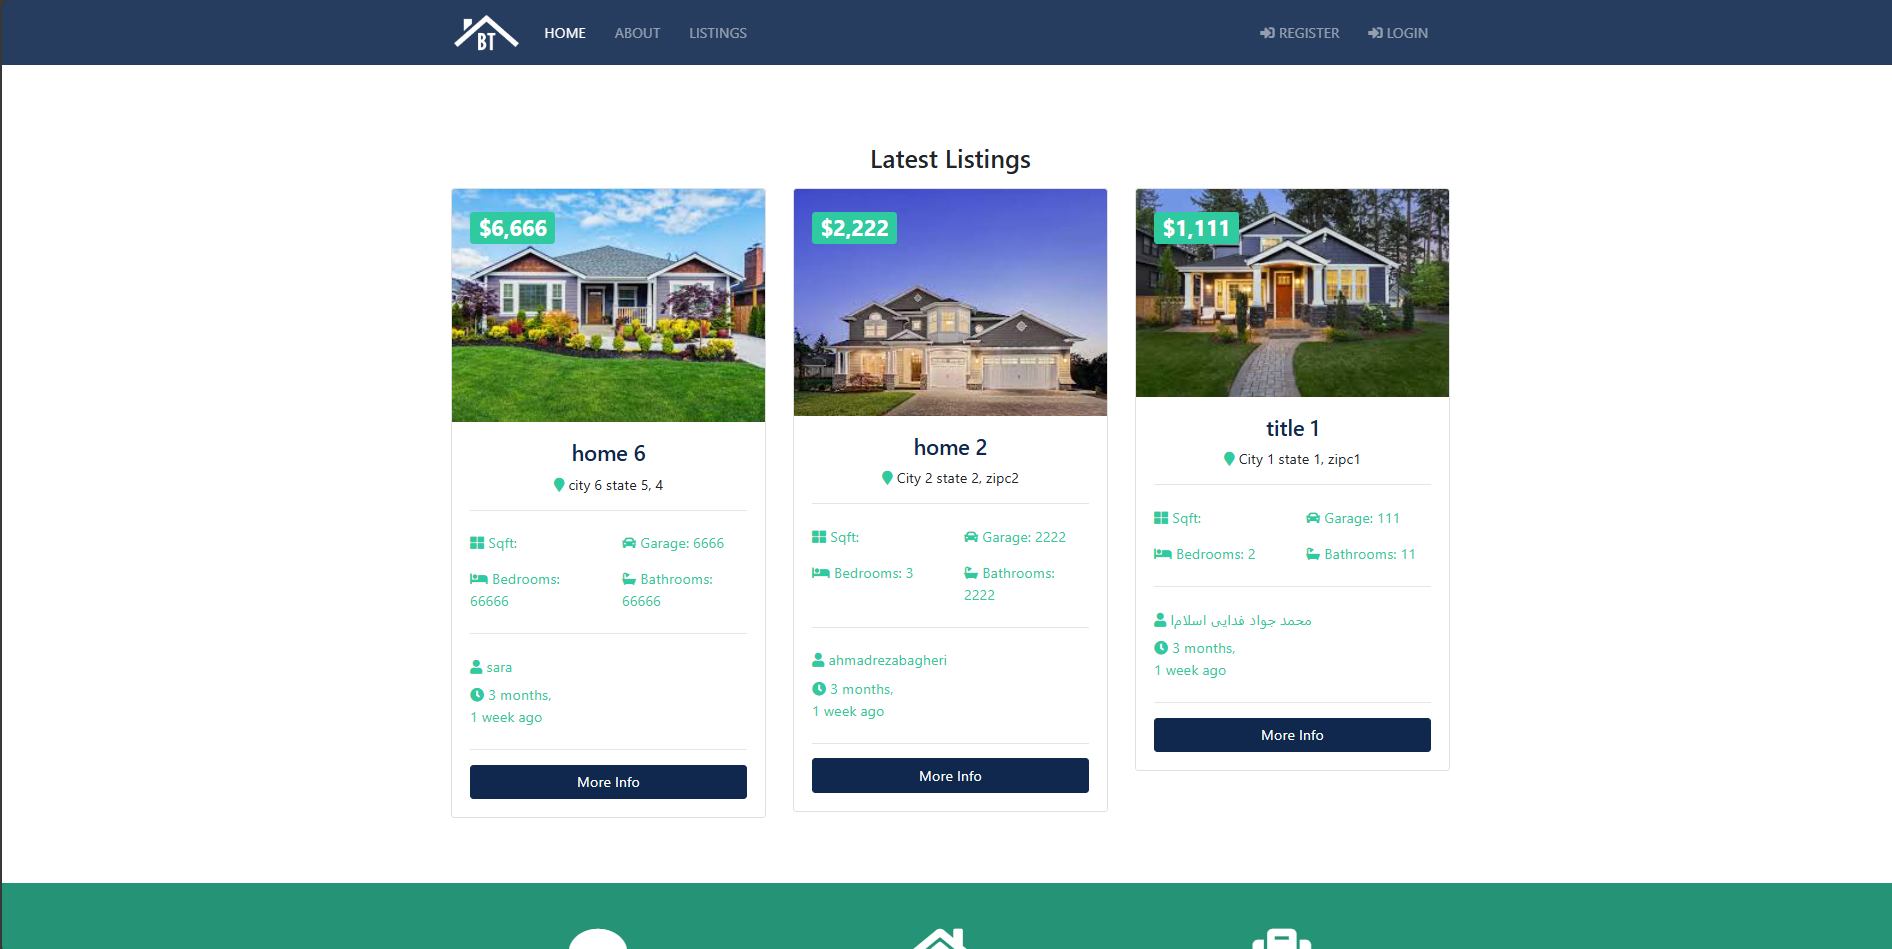 BT
HOME
ABOUT
LISTINGS
REGISTER
LOGIN
Latest Listings
$6,666
home 6
city 6 state 5, 4
Sqft:
Garage: 6666
Bedrooms:
66666
Bathrooms:
66666
sara
3 months,
1 week ago
More Info
$2,222
home 2
City 2 state 2, zipc2
Sqft:
Garage: 2222
Bedrooms: 3
Bathrooms:
2222
ahmadrezabagheri
3 months,
1 week ago
More Info
$1,111
title 1
City 1 state 1, zipc1
Sqft:
Garage: 111
Bedrooms: 2
Bathrooms: 11
محمد جواد فدایی اسلام|
3 months,
1 week ago
More Info